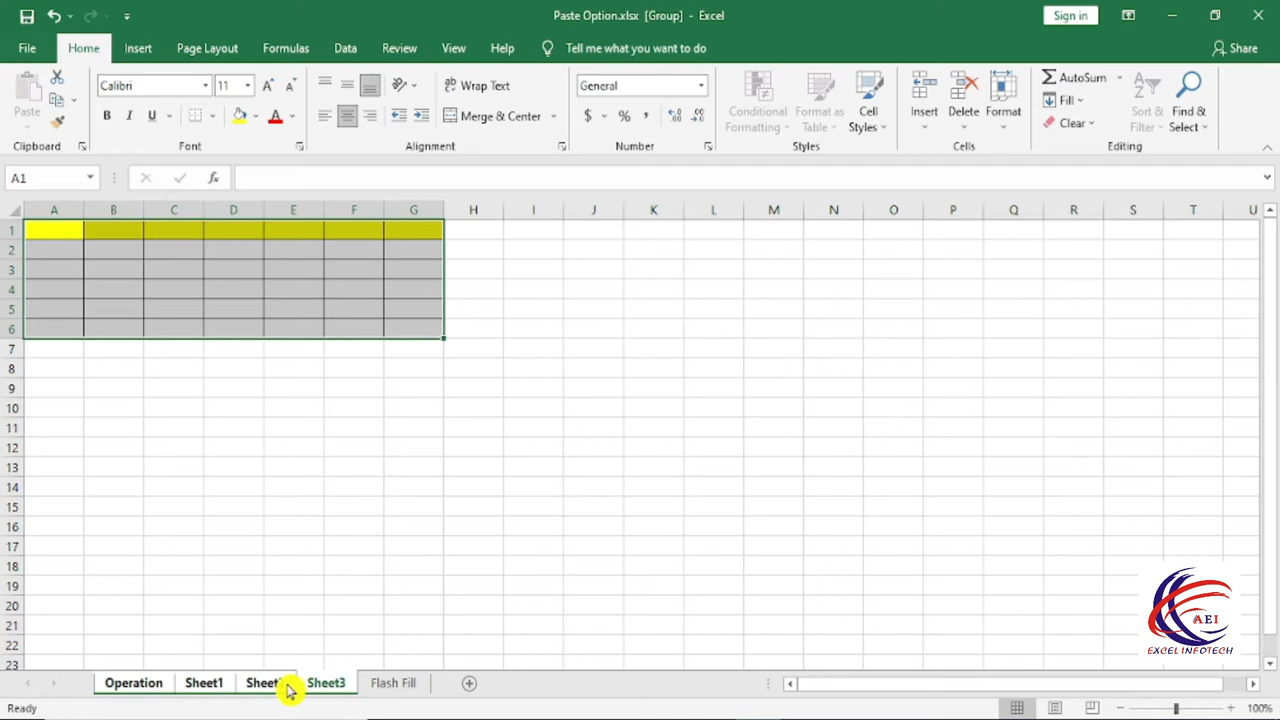 Paste Option.xlsx [Group] - Excel
Sign in
File Home Insert Page Layout Formulas Data Review View Help Tell me what you want to do Share
Paste
Calibri 11
B I U A
Wrap Text
Merge & Center
General
$ % ,
Conditional Formatting
Format as Table
Cell Styles
Insert Delete Format
AutoSum
Fill
Clear
Sort & Filter
Find & Select
Clipboard Font Alignment Number Styles Cells Editing
A1 fx
A B C D E F G H I J K L M N O P Q R S T U
1
2
3
4
5
6
7
8
9
10
11
12
13
14
15
16
17
18
19
20
21
22
23
AEI
EXCEL INFOTECH
Operation Sheet1 Sheet3 Flash Fill
Ready 100%